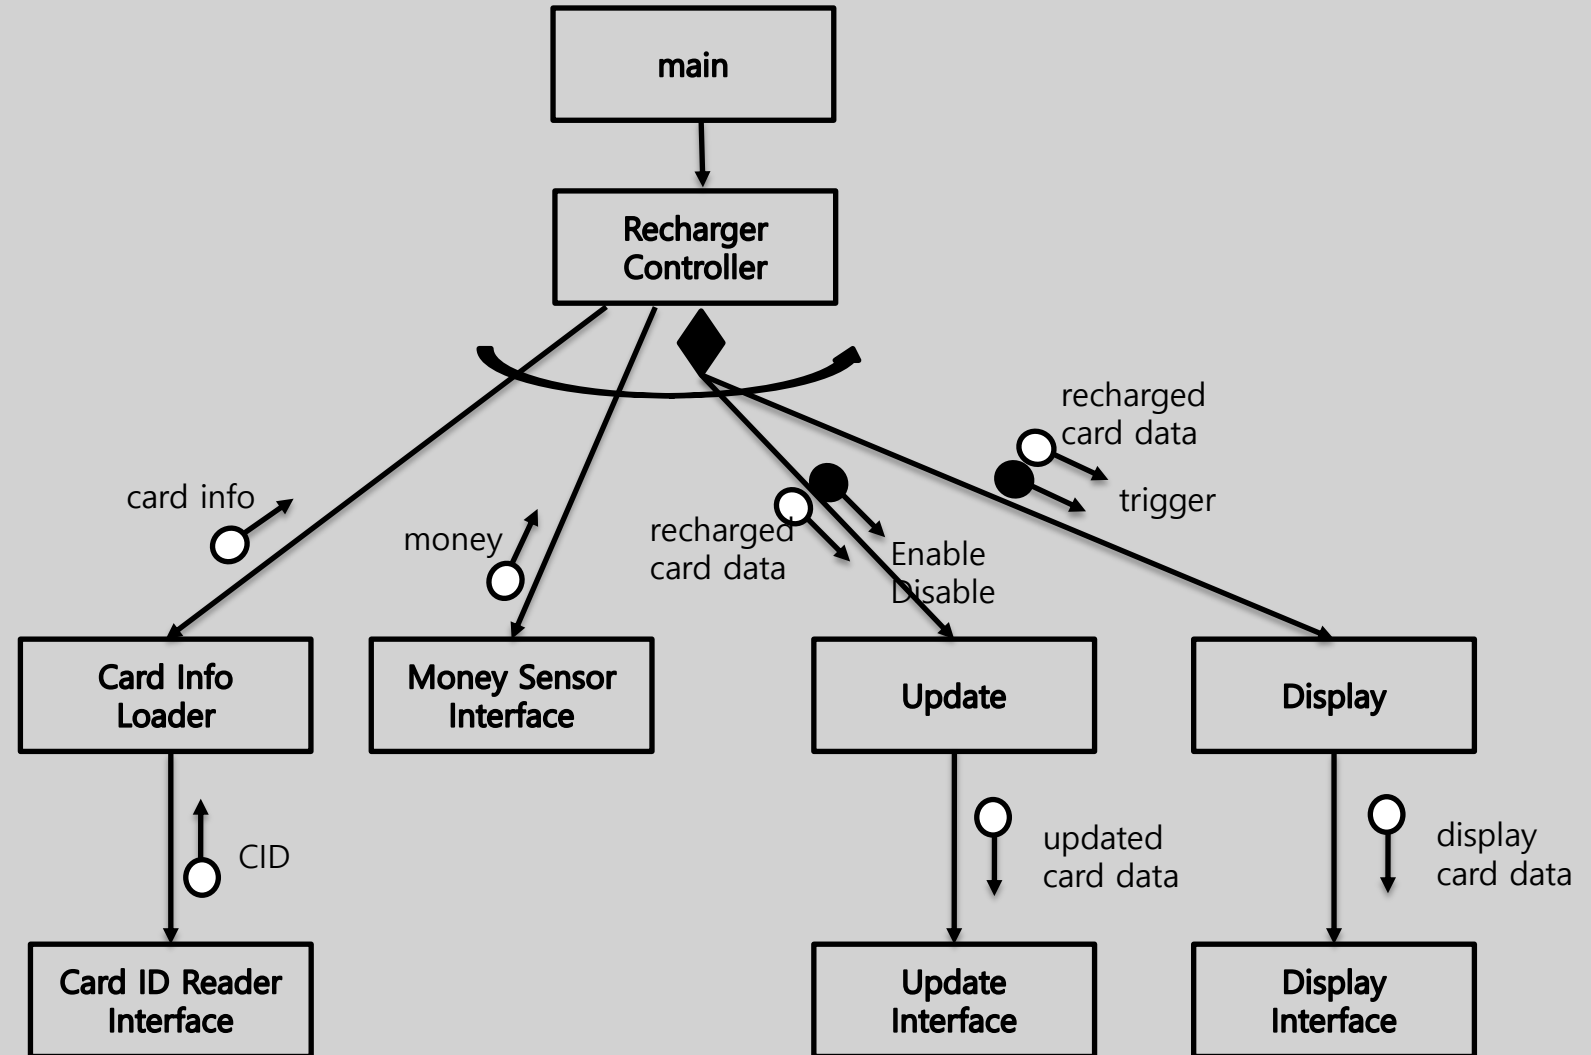 main
Recharger
Controller
recharged
card data
trigger
card info
money
recharged
card data
Enable
Disable
Card Info
Loader
Money Sensor
Interface
Update
Display
CID
updated
card data
display
card data
Card ID Reader
Interface
Update
Interface
Display
Interface